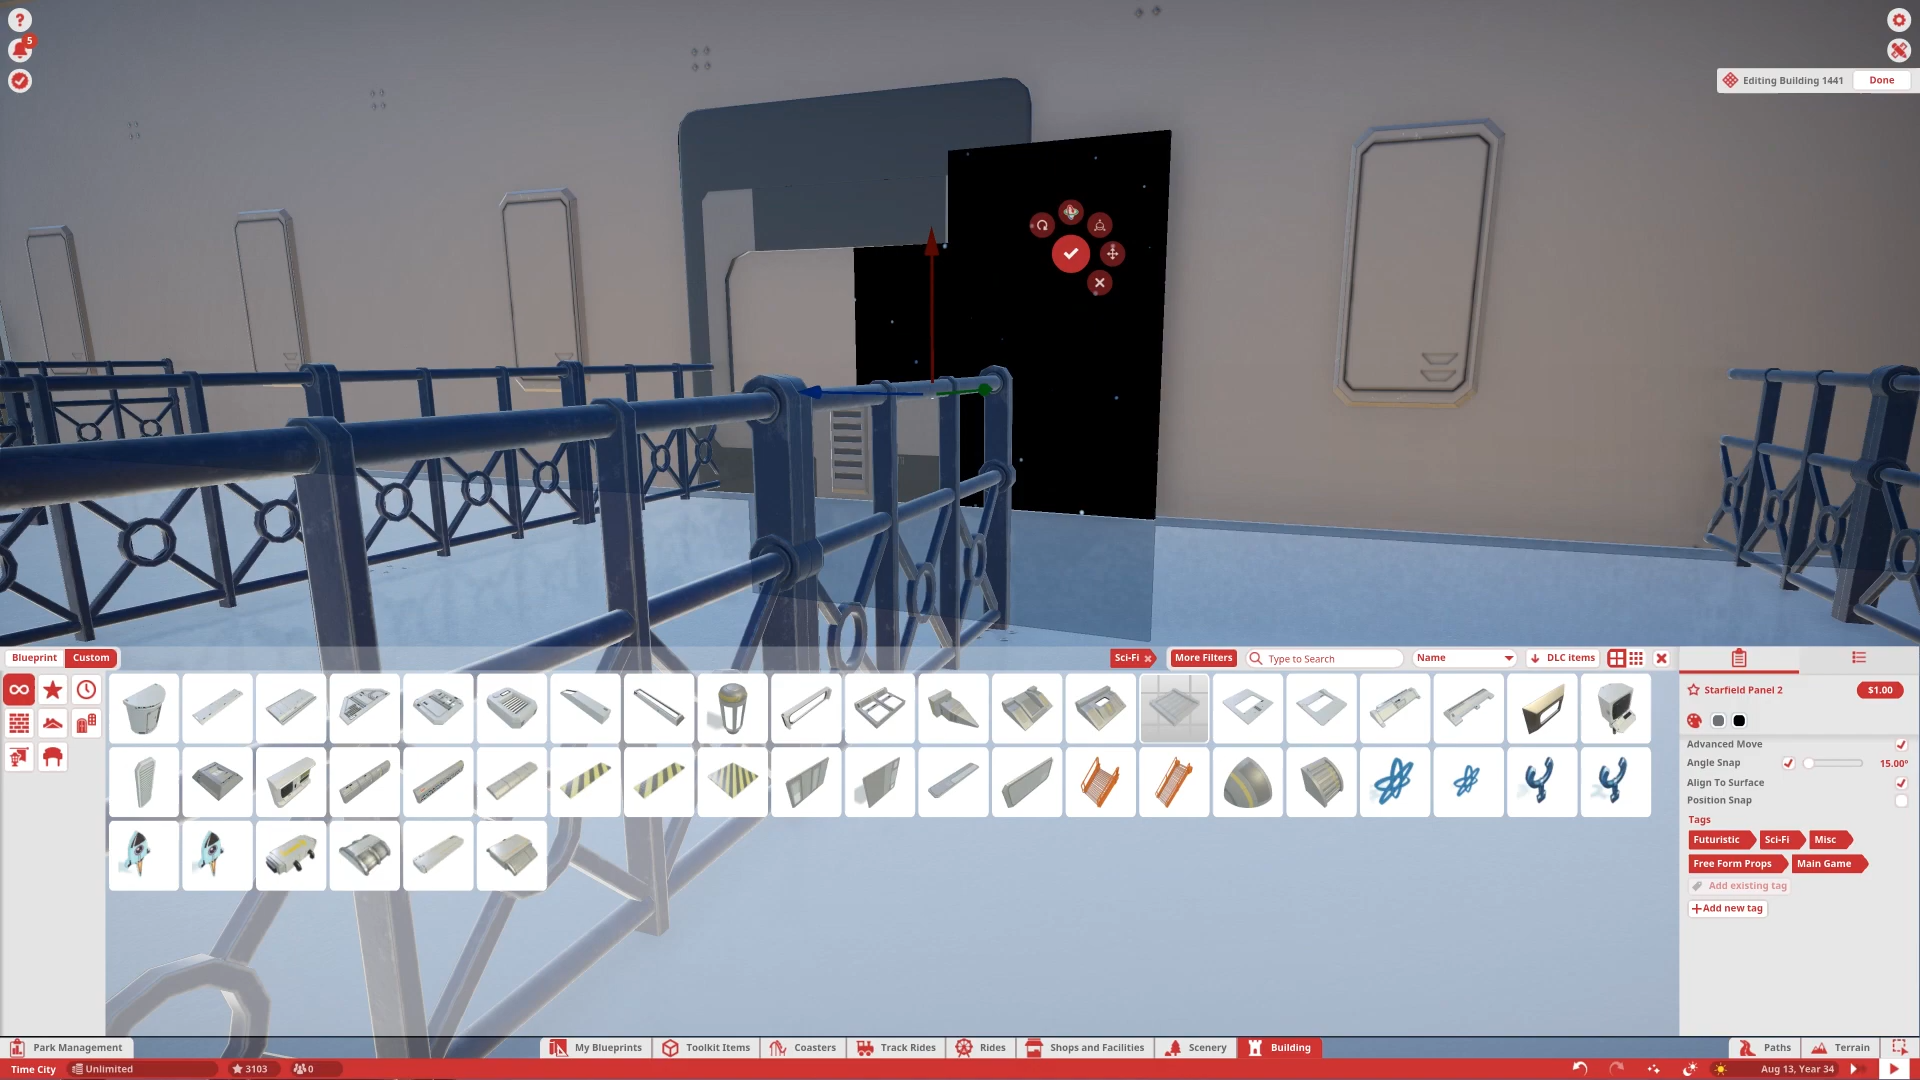 ?
5
Editing Building 1441 Done
Blueprint Custom
Sci-Fi × More Filters Type to Search Name DLC items
Starfield Panel 2 $1.00
Advanced Move
Angle Snap 15.00°
Align To Surface
Position Snap
Tags
Futuristic Sci-Fi Misc
Free Form Props Main Game
Add existing tag
+Add new tag
Park Management My Blueprints Toolkit Items Coasters Track Rides Rides Shops and Facilities Scenery Building Paths Terrain
Time City Unlimited 3103 0 Aug 13, Year 34